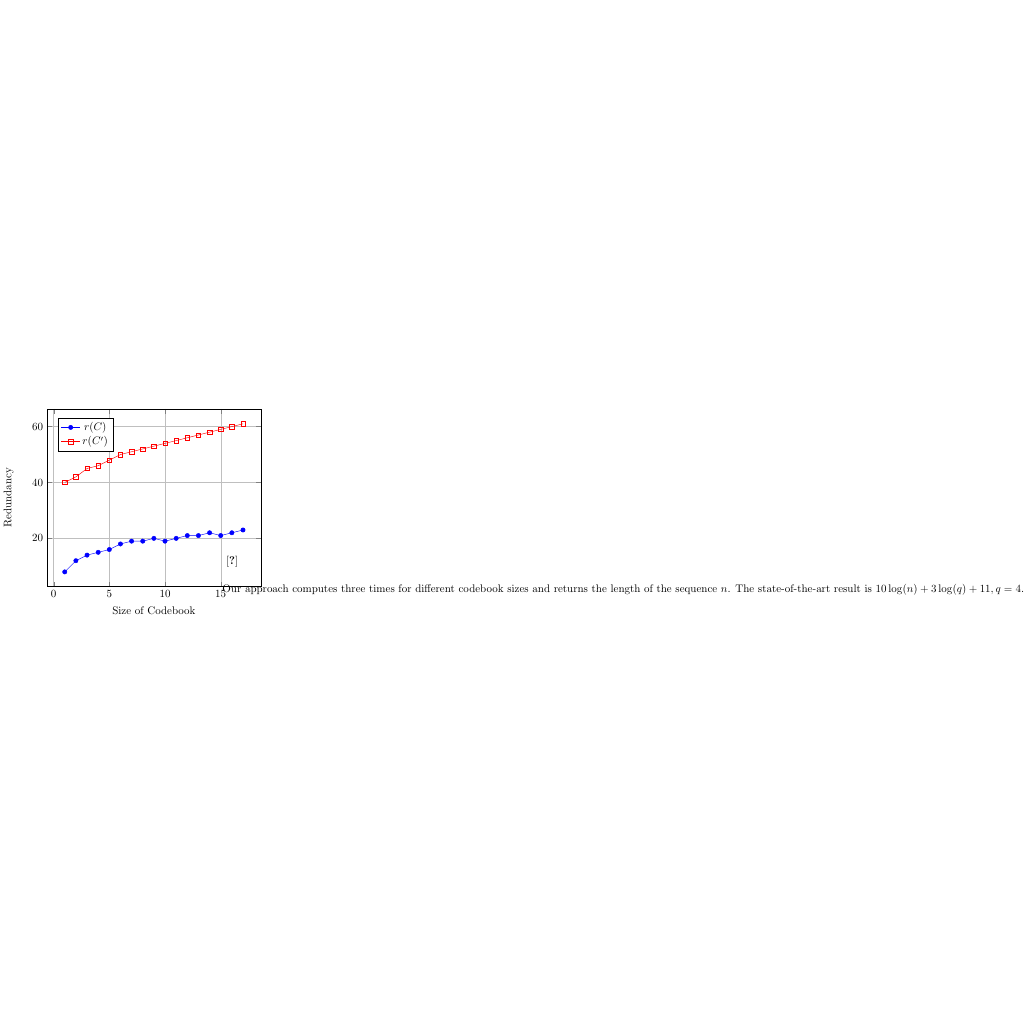 60
40
20
0
5
10
15
r(C)
r(C′)
[?]
Redundancy
Size of Codebook
Our approach computes three times for different codebook sizes and returns the length of the sequence n. The state-of-the-art result is 10 log(n) + 3 log(q) + 11, q = 4.